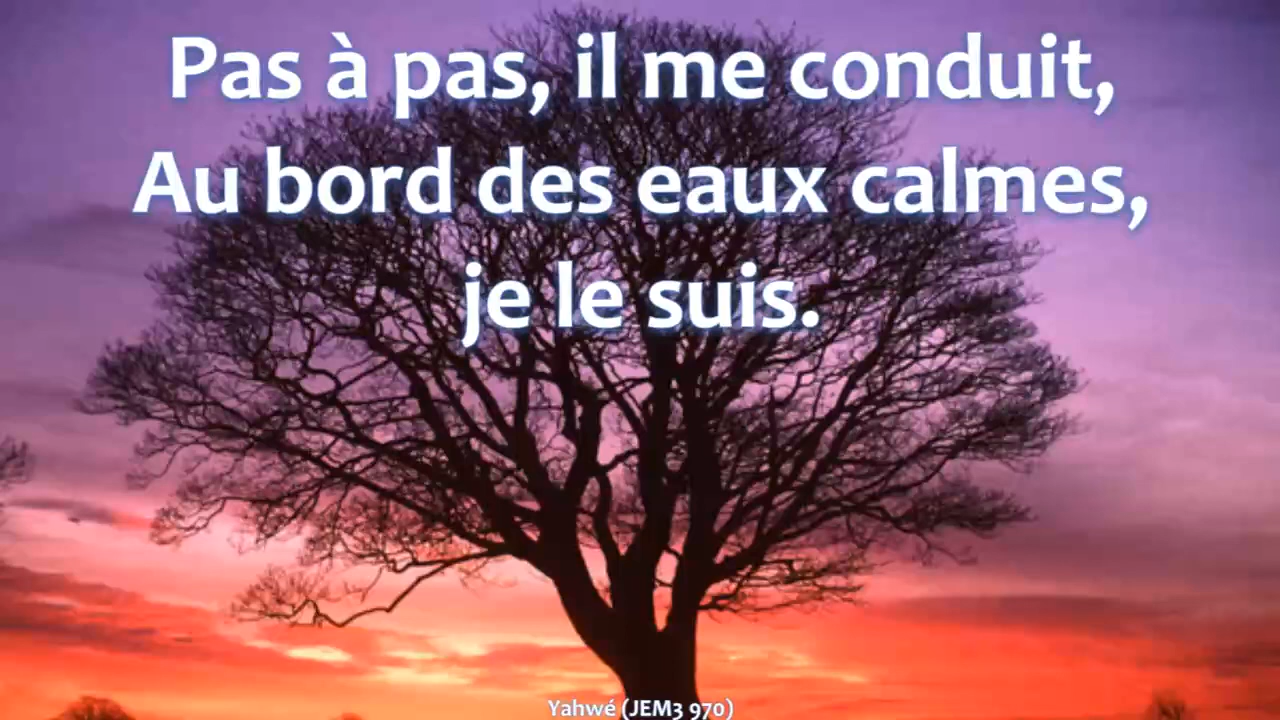 Pas à pas, il me conduit,
Au bord des eaux calmes,
je le suis.
Yahwé (JEM3 970)